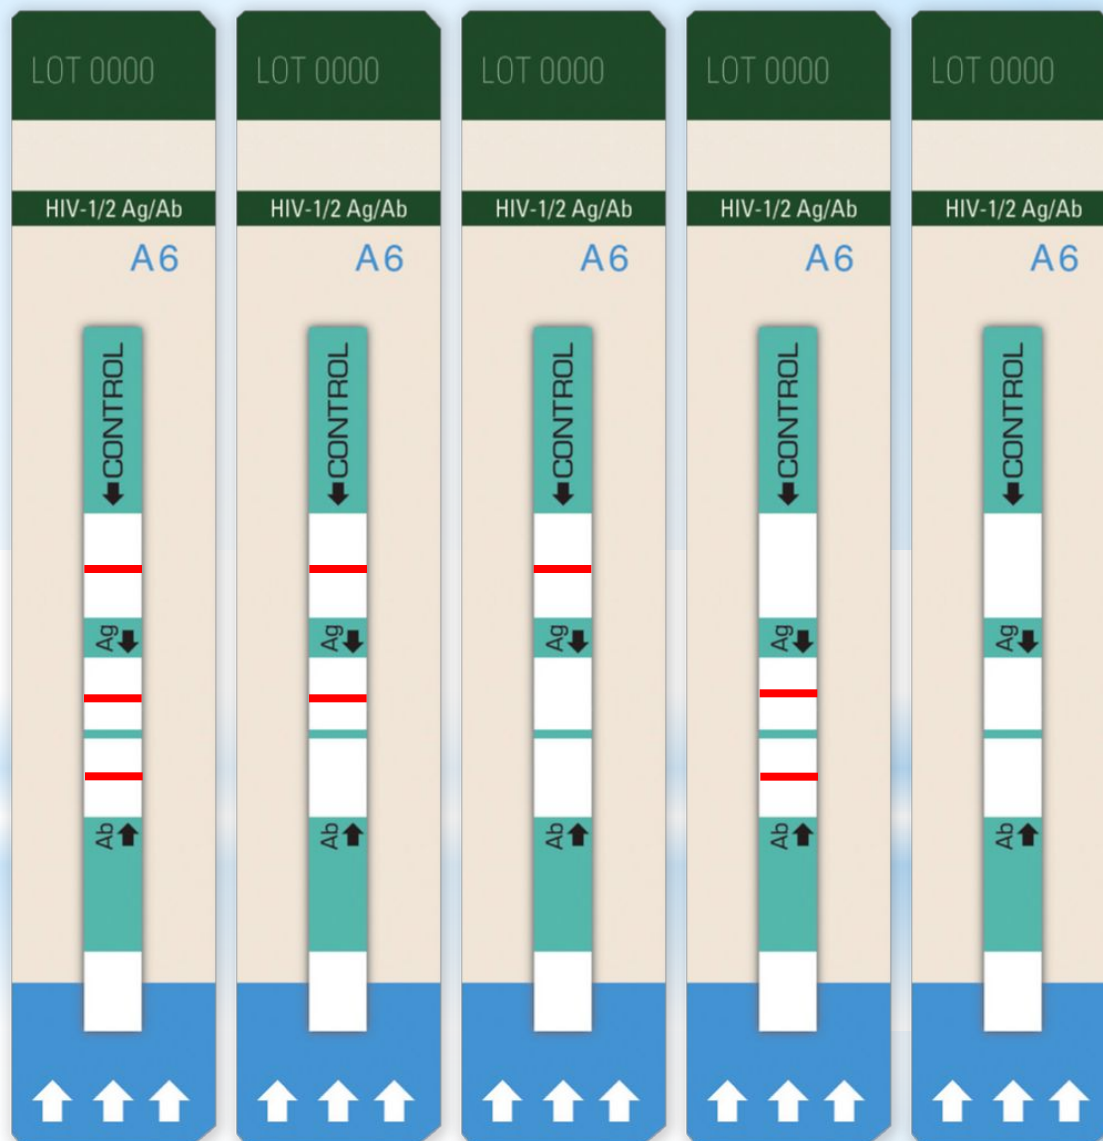 LOT 0000
HIV-1/2 Ag/Ab
A6
CONTROL
Ag
Ab
LOT 0000
HIV-1/2 Ag/Ab
A6
CONTROL
Ag
Ab
LOT 0000
HIV-1/2 Ag/Ab
A6
CONTROL
Ag
Ab
LOT 0000
HIV-1/2 Ag/Ab
A6
CONTROL
Ag
Ab
LOT 0000
HIV-1/2 Ag/Ab
A6
CONTROL
Ag
Ab